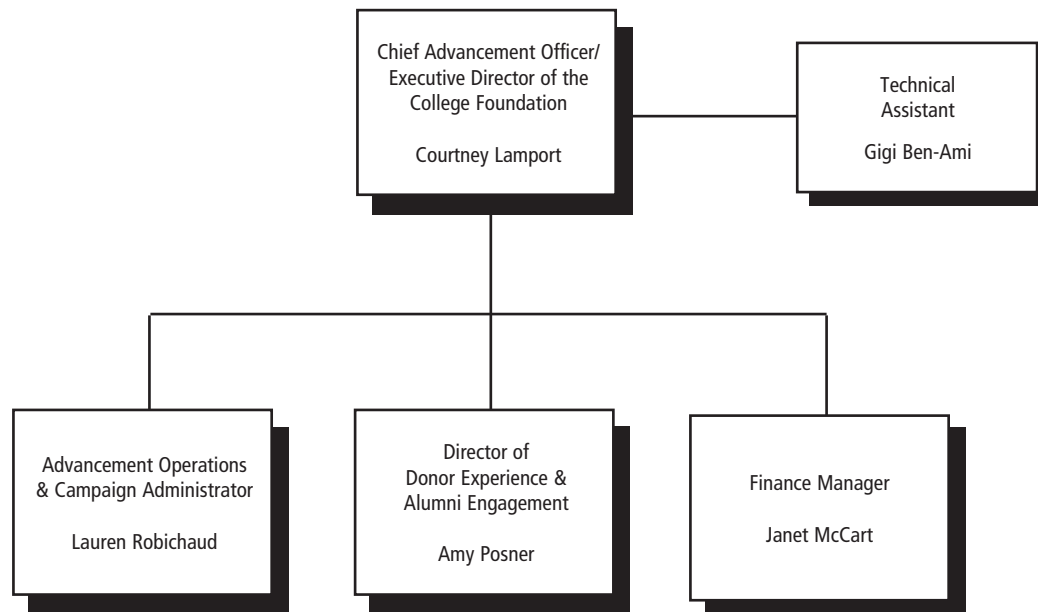 Chief Advancement Officer/
Executive Director of the
College Foundation
Courtney Lamport
Technical
Assistant
Gigi Ben-Ami
Advancement Operations
& Campaign Administrator
Lauren Robichaud
Director of
Donor Experience &
Alumni Engagement
Amy Posner
Finance Manager
Janet McCart